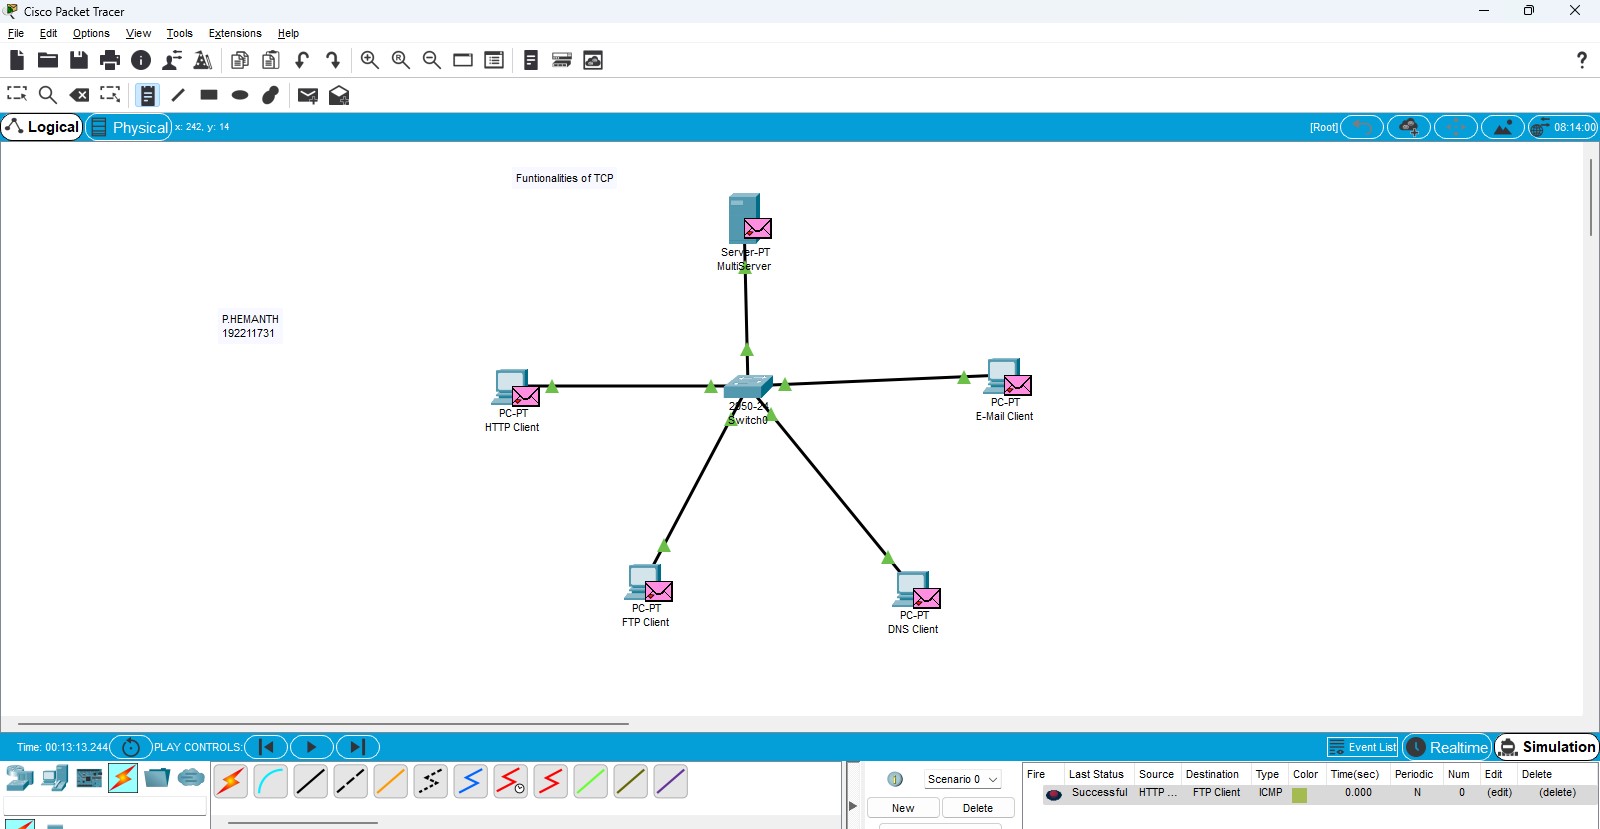 Cisco Packet Tracer
File Edit Options View Tools Extensions Help
Logical Physical x: 242, y: 14 [Root] 08:14:00
Funtionalities of TCP
Server-PT
MultiServer
P.HEMANTH
192211731
PC-PT
HTTP Client
2950-24
Switch0
PC-PT
E-Mail Client
PC-PT
FTP Client
PC-PT
DNS Client
Time: 00:13:13.244 PLAY CONTROLS: Event List Realtime Simulation
Scenario 0
New Delete
Fire Last Status Source Destination Type Color Time(sec) Periodic Num Edit Delete
Successful HTTP ... FTP Client ICMP 0.000 N 0 (edit) (delete)